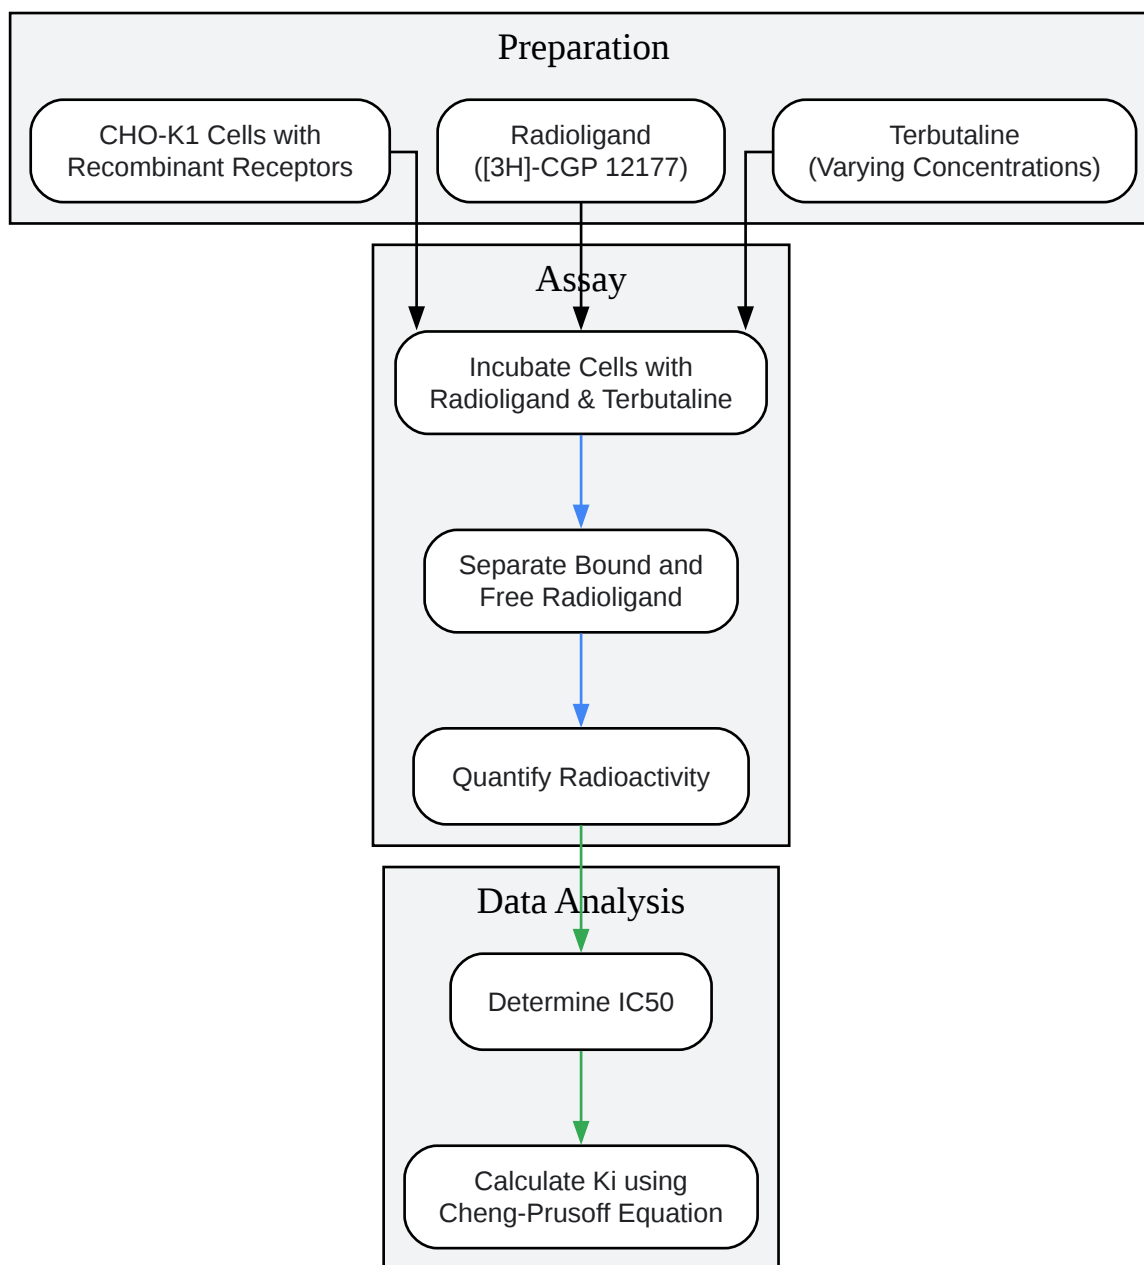 Preparation
CHO-K1 Cells with
Recombinant Receptors
Radioligand
([3H]-CGP 12177)
Terbutaline
(Varying Concentrations)
Assay
Incubate Cells with
Radioligand & Terbutaline
Separate Bound and
Free Radioligand
Quantify Radioactivity
Data Analysis
Determine IC50
Calculate Ki using
Cheng-Prusoff Equation